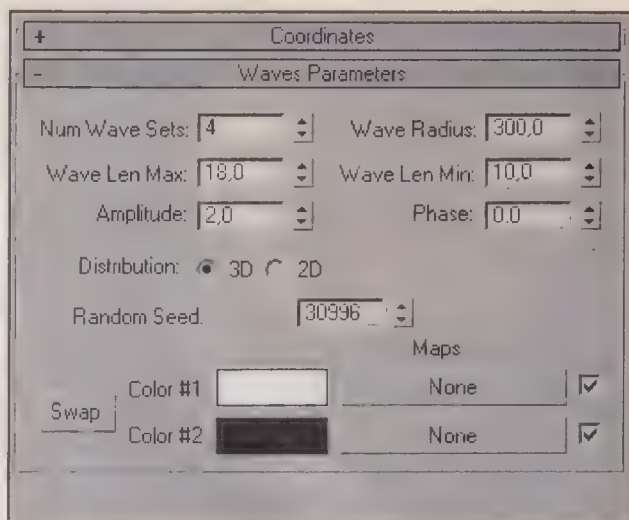 + Coordinates
- Waves Parameters
Num Wave Sets: 4 Wave Radius: 300,0
Wave Len Max: 18,0 Wave Len Min: 10,0
Amplitude: 2,0 Phase: 0,0
Distribution: 3D 2D
Random Seed. 30996
Maps
Color #1 None
Swap
Color #2 None